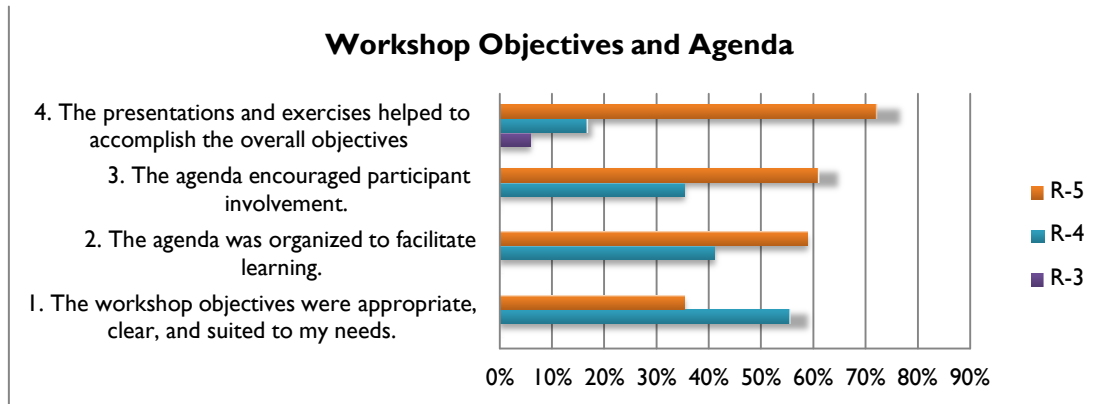 Workshop Objectives and Agenda
4. The presentations and exercises helped to
accomplish the overall objectives
3. The agenda encouraged participant
involvement.
2. The agenda was organized to facilitate
learning.
1. The workshop objectives were appropriate,
clear, and suited to my needs.
0% 10% 20% 30% 40% 50% 60% 70% 80% 90%
R-5
R-4
R-3